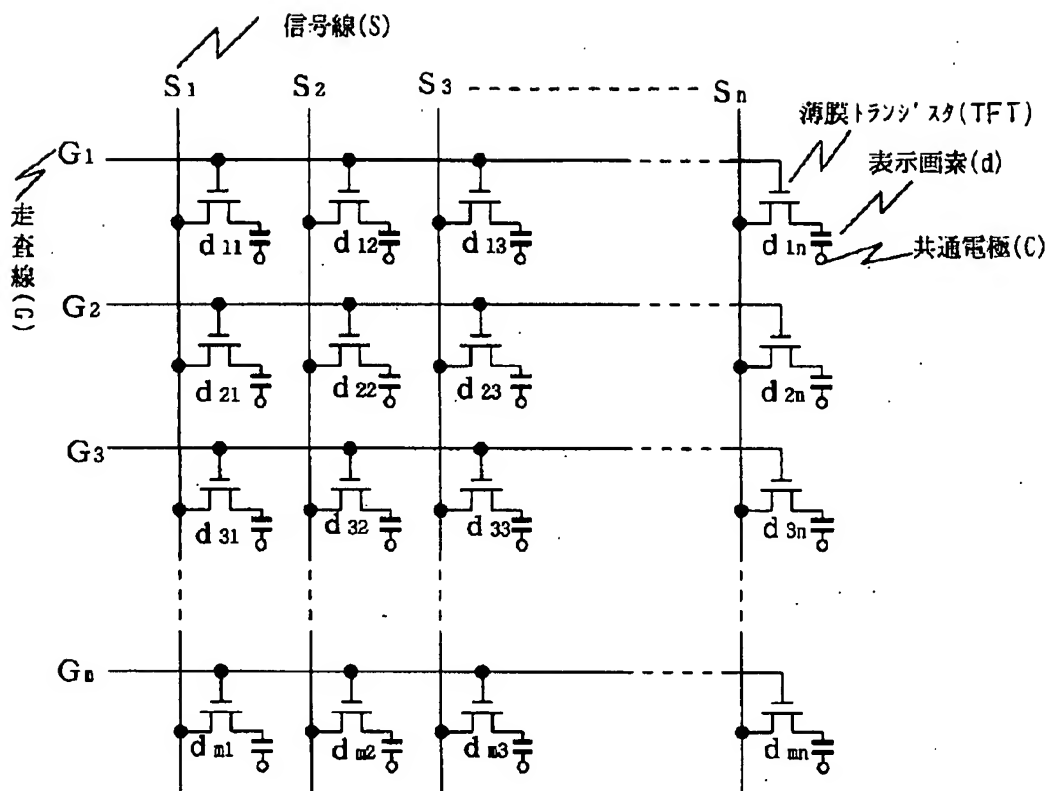 信号線(S)
S1 S2 S3 Sn
薄膜トランジスタ(TFT)
G1
表示画素(d)
走査線(G)
d11 d12 d13 d1n
共通電極(C)
G2
d21 d22 d23 d2n
G3
d31 d32 d33 d3n
Gm
dm1 dm2 dm3 dmn